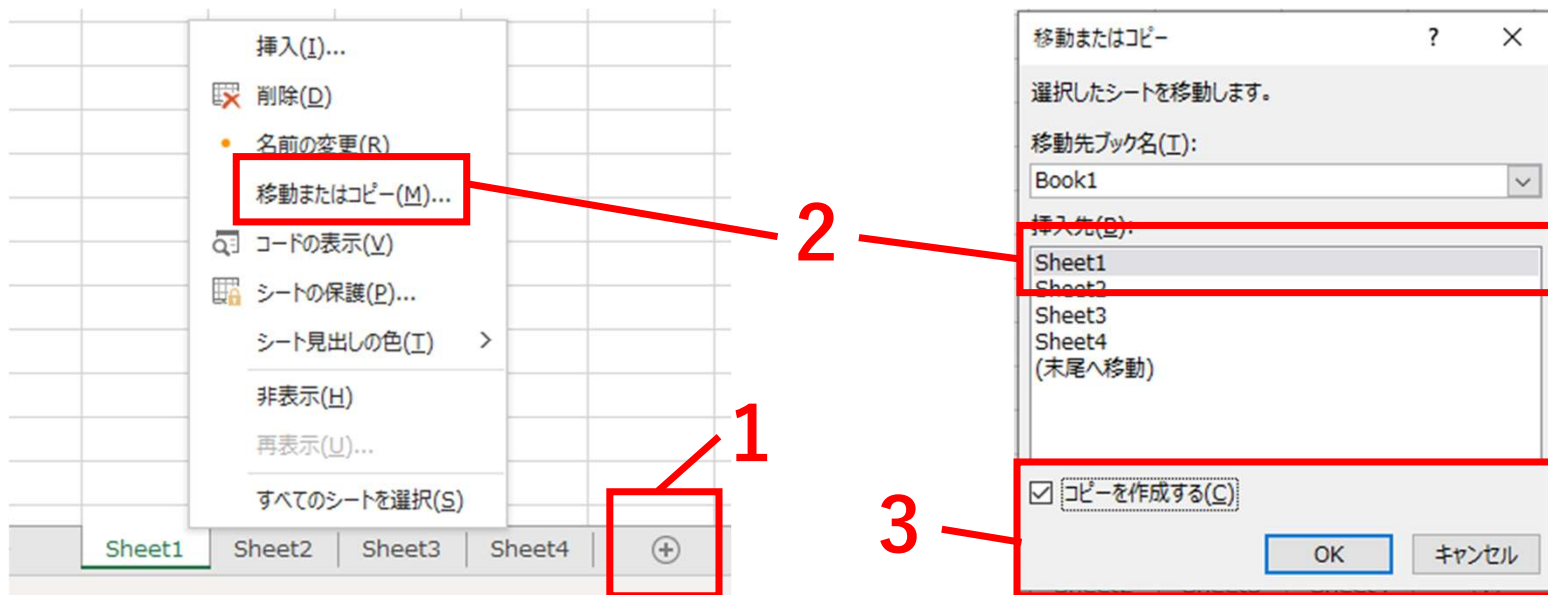 挿入(I)...
削除(D)
名前の変更(R)
移動またはコピー(M)...
コードの表示(V)
シートの保護(P)...
シート見出しの色(T)
非表示(H)
再表示(U)...
すべてのシートを選択(S)
Sheet1 Sheet2 Sheet3 Sheet4
1
2
3
移動またはコピー ? ×
選択したシートを移動します。
移動先ブック名(T):
Book1
挿入先(B):
Sheet1
Sheet2
Sheet3
Sheet4
(末尾へ移動)
コピーを作成する(C)
OK キャンセル